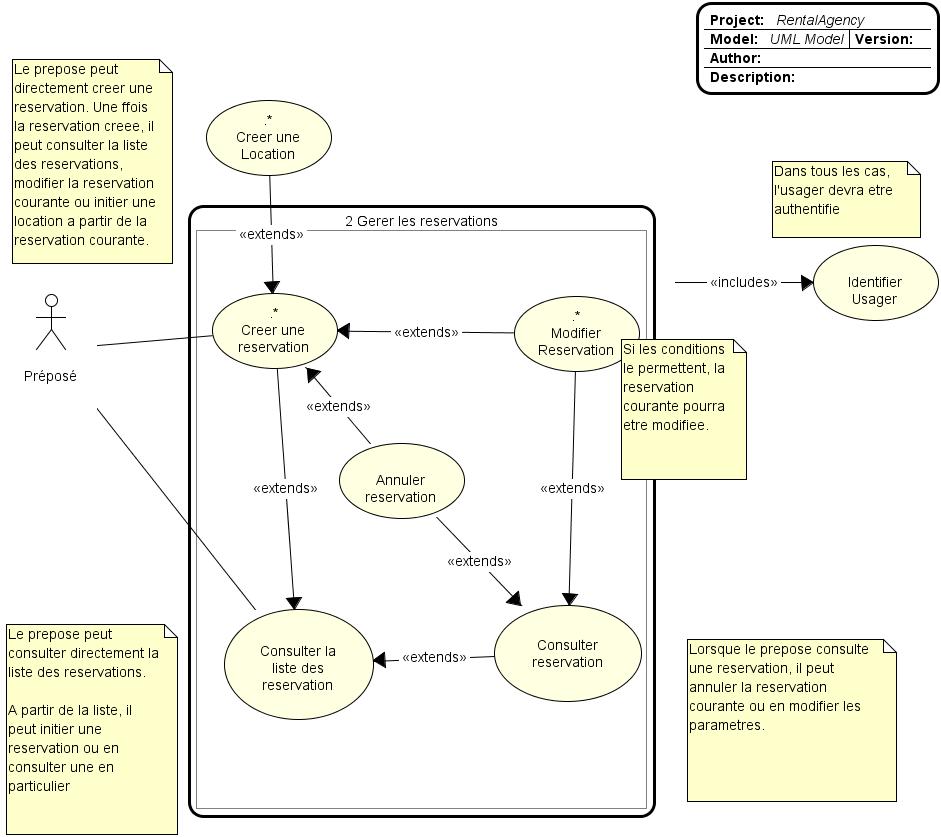 Project: RentalAgency
Model: UML Model Version:
Author:
Description:
Le prepose peut
directement creer une
reservation. Une ffois
la reservation creee, il
peut consulter la liste
des reservations,
modifier la reservation
courante ou initier une
location a partir de la
reservation courante.
.*
Creer une
Location
Dans tous les cas,
l'usager devra etre
authentifie
2 Gerer les reservations
«extends»
«includes»
Identifier
Usager
Préposé
.*
Creer une
reservation
«extends»
.*
Modifier
Reservation
Si les conditions
le permettent, la
reservation
courante pourra
etre modifiee.
«extends»
Annuler
reservation
«extends»
«extends»
«extends»
Consulter la
liste des
reservation
«extends»
Consulter
reservation
Le prepose peut
consulter directement la
liste des reservations.
A partir de la liste, il
peut initier une
reservation ou en
consulter une en
particulier
Lorsque le prepose consulte
une reservation, il peut
annuler la reservation
courante ou en modifier les
parametres.